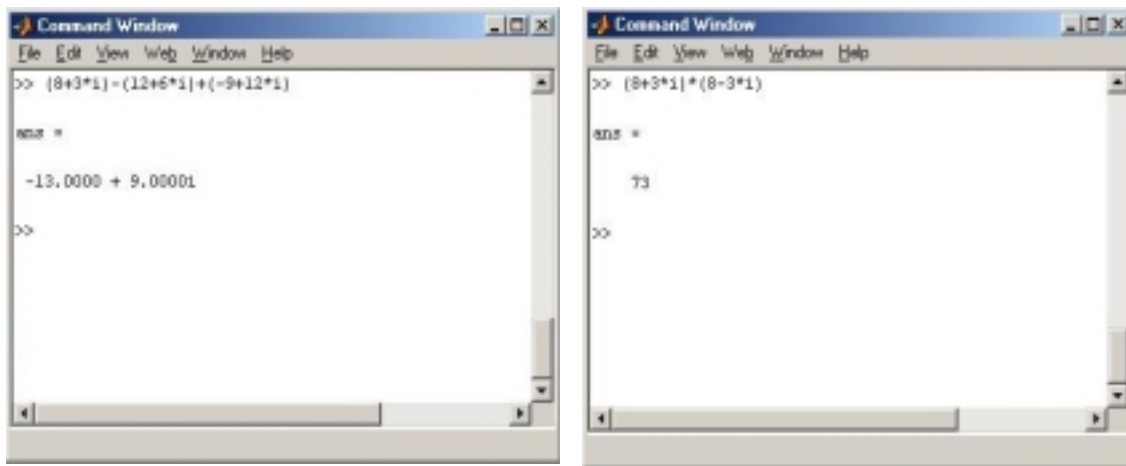 Command Window
File Edit View Web Window Help
>> (8+3*i)-(12+6*i)+(-9+12*i)
ans =
-13.0000 + 9.0000i
>>
Command Window
File Edit View Web Window Help
>> (8+3*i)*(8-3*i)
ans =
73
>>